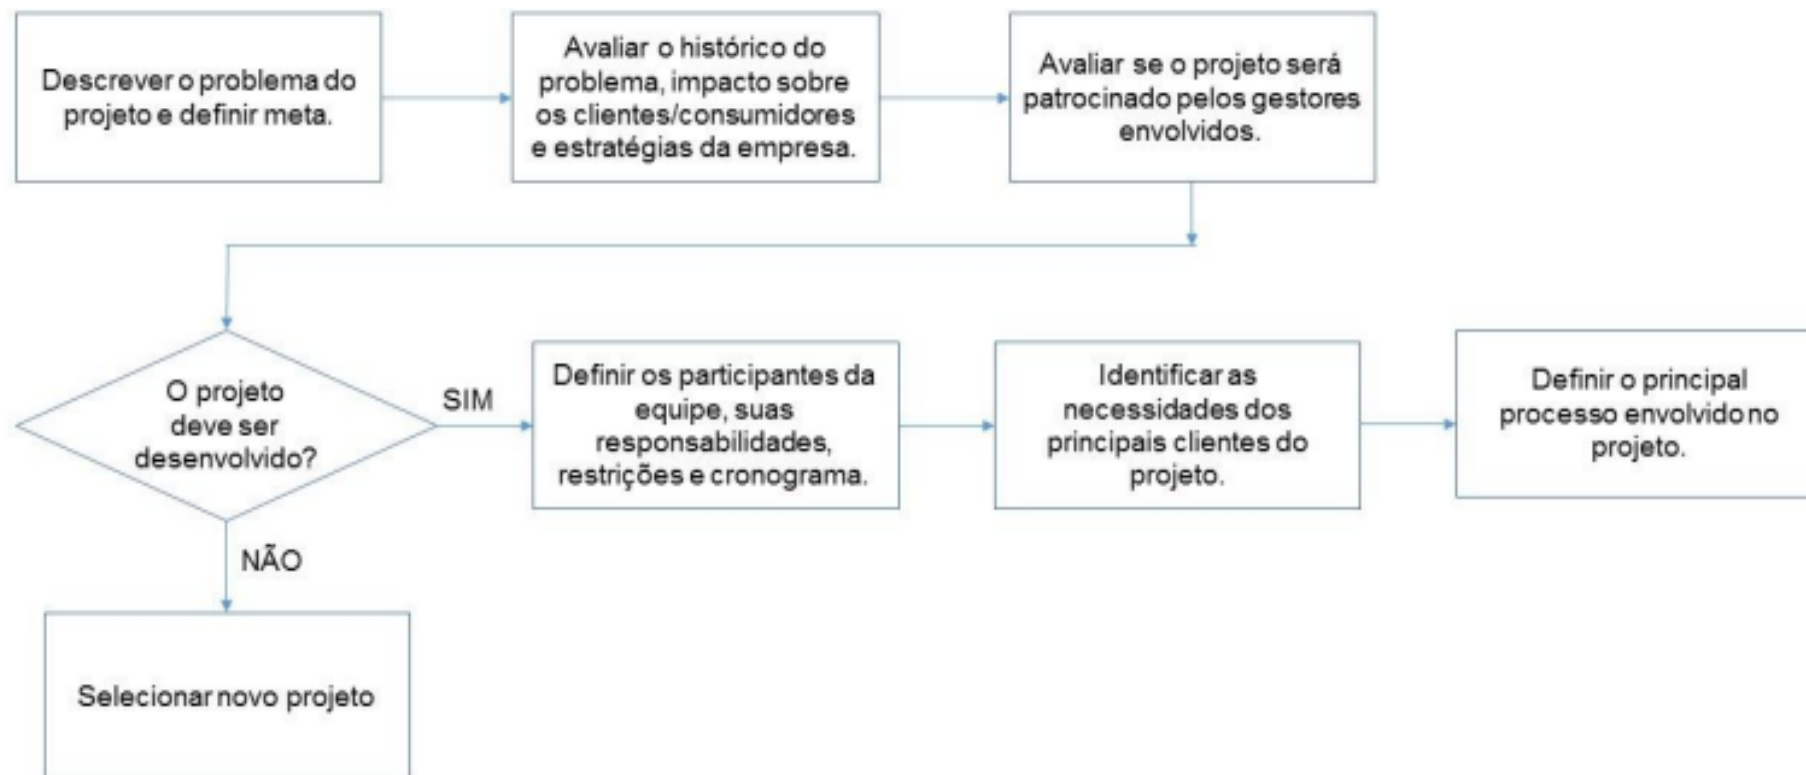 Descrever o problema do
projeto e definir meta.
Avaliar o histórico do
problema, impacto sobre
os clientes/consumidores
e estratégias da empresa.
Avaliar se o projeto será
patrocinado pelos gestores
envolvidos.
O projeto
deve ser
desenvolvido?
SIM
Definir os participantes da
equipe, suas
responsabilidades,
restrições e cronograma.
Identificar as
necessidades dos
principais clientes do
projeto.
Definir o principal
processo envolvido no
projeto.
NÃO
Selecionar novo projeto